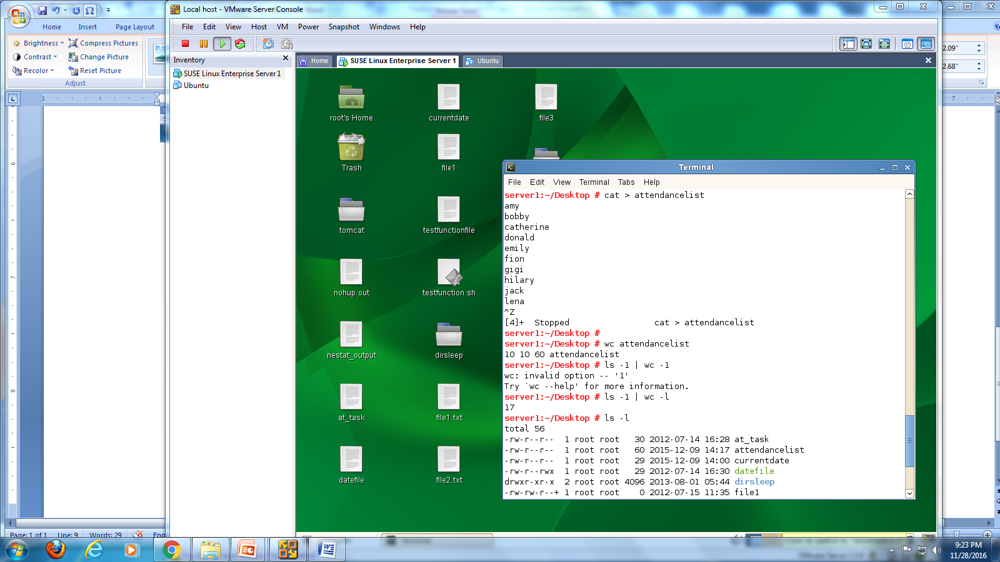 Local host - VMware Server Console
Home Insert Page Layout
File Edit View Host VM Power Snapshot Windows Help
Brightness Compress Pictures
Contrast Change Picture
Recolor Reset Picture
Adjust
2.09"
2.68"
Inventory
SUSE Linux Enterprise Server 1
Ubuntu
Home SUSE Linux Enterprise Server 1 Ubuntu
root's Home currentdate file3
Trash file1
tomcat testfunctionfile
nohup.out testfunction.sh
nestat_output dirsleep
at_task file1.txt
datefile file2.txt
Terminal
File Edit View Terminal Tabs Help
server1:~/Desktop # cat > attendancelist
amy
bobby
catherine
donald
emily
fion
gigi
hilary
jack
lena
^Z
[4]+  Stopped                 cat > attendancelist
server1:~/Desktop #
server1:~/Desktop # wc attendancelist
10 10 60 attendancelist
server1:~/Desktop # ls -1 | wc -1
wc: invalid option -- '1'
Try `wc --help' for more information.
server1:~/Desktop # ls -1 | wc -l
17
server1:~/Desktop # ls -l
total 56
-rw-r--r--  1 root root   30 2012-07-14 16:28 at_task
-rw-r--r--  1 root root   60 2015-12-09 14:17 attendancelist
-rw-r--r--  1 root root   29 2015-12-09 14:00 currentdate
-rw-r--rwx  1 root root   29 2012-07-14 16:30 datefile
drwxr-xr-x  2 root root 4096 2013-08-01 05:44 dirsleep
-rw-rw-r--+ 1 root root    0 2012-07-15 11:35 file1
Page: 1 of 1 Line: 9 Words: 29
9:23 PM
11/28/2016